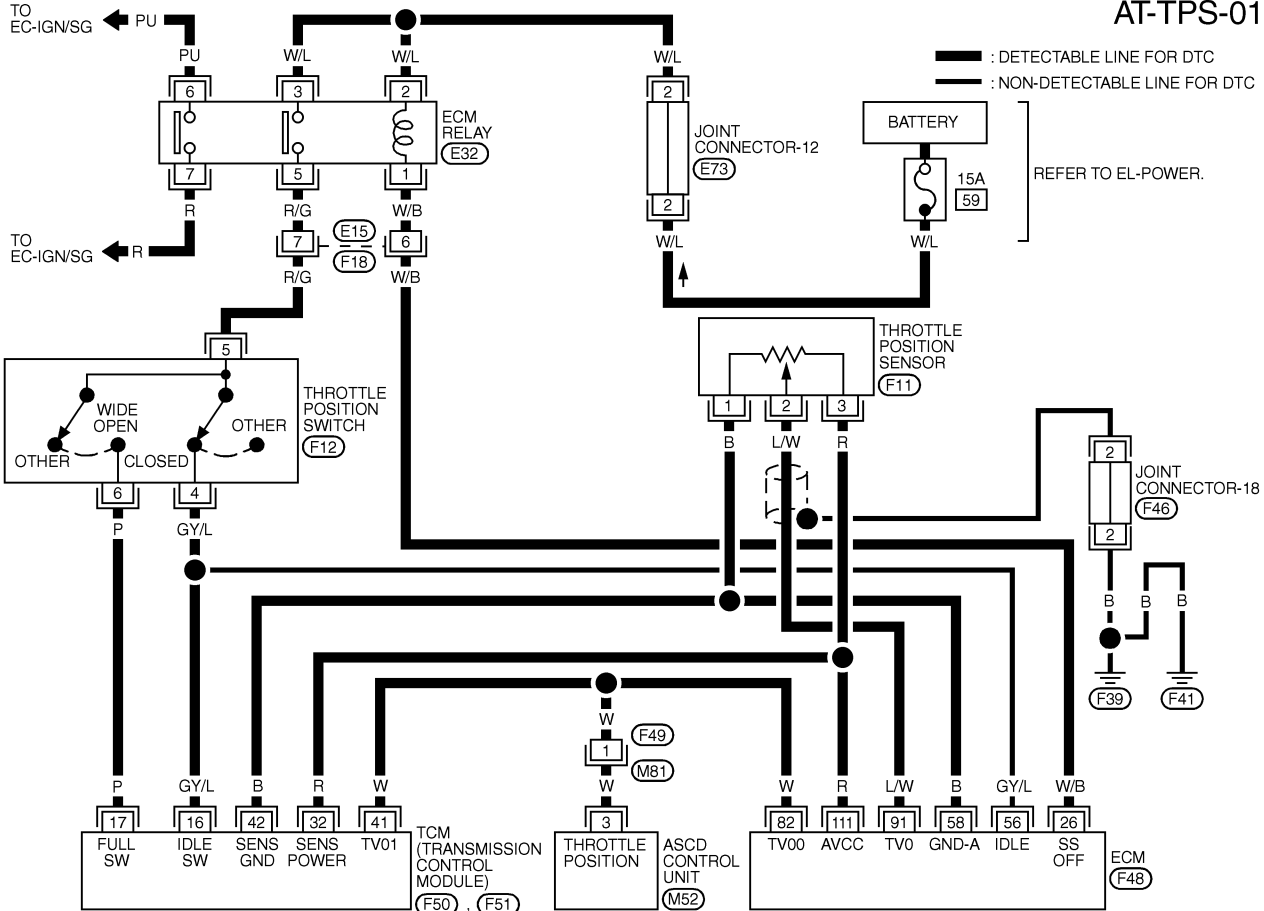 AT-TPS-01
TO
EC-IGN/SG
PU
PU
W/L
W/L
W/L
: DETECTABLE LINE FOR DTC
: NON-DETECTABLE LINE FOR DTC
6
3
2
2
ECM
RELAY
E32
JOINT
CONNECTOR-12
E73
BATTERY
15A
59
REFER TO EL-POWER.
7
5
1
2
R
R/G
W/B
W/L
W/L
TO
EC-IGN/SG
R
7
E15
F18
6
R/G
W/B
5
THROTTLE
POSITION
SENSOR
F11
WIDE
OPEN
OTHER
OTHER
CLOSED
THROTTLE
POSITION
SWITCH
F12
1
2
3
B
L/W
R
2
JOINT
CONNECTOR-18
F46
2
6
4
P
GY/L
B
B
B
F39
F41
W
1
F49
M81
P
GY/L
B
R
W
W
W
R
L/W
B
GY/L
W/B
17
16
42
32
41
3
82
111
91
58
56
26
FULL
SW
IDLE
SW
SENS
GND
SENS
POWER
TV01
TCM
(TRANSMISSION
CONTROL
MODULE)
F50 , F51
THROTTLE
POSITION
ASCD
CONTROL
UNIT
M52
TV00
AVCC
TV0
GND-A
IDLE
SS
OFF
ECM
F48